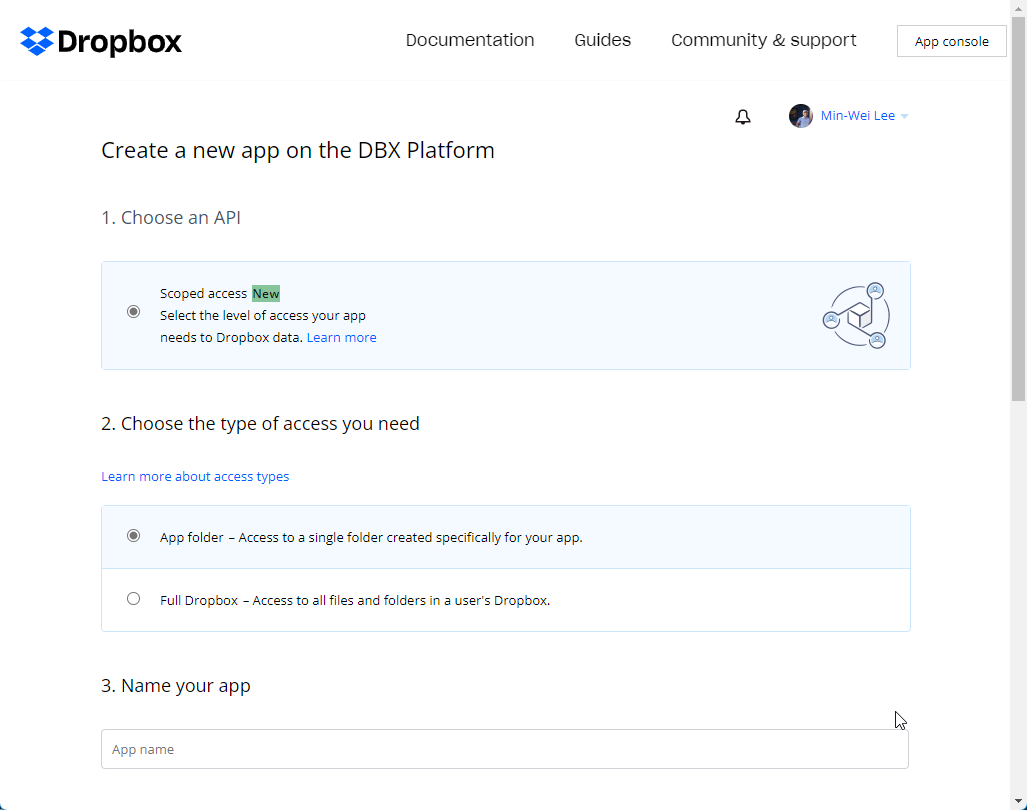 Dropbox
Documentation
Guides
Community & support
App console
Min-Wei Lee
Create a new app on the DBX Platform
1. Choose an API
Scoped access New
Select the level of access your app
needs to Dropbox data. Learn more
2. Choose the type of access you need
Learn more about access types
App folder – Access to a single folder created specifically for your app.
Full Dropbox – Access to all files and folders in a user's Dropbox.
3. Name your app
App name